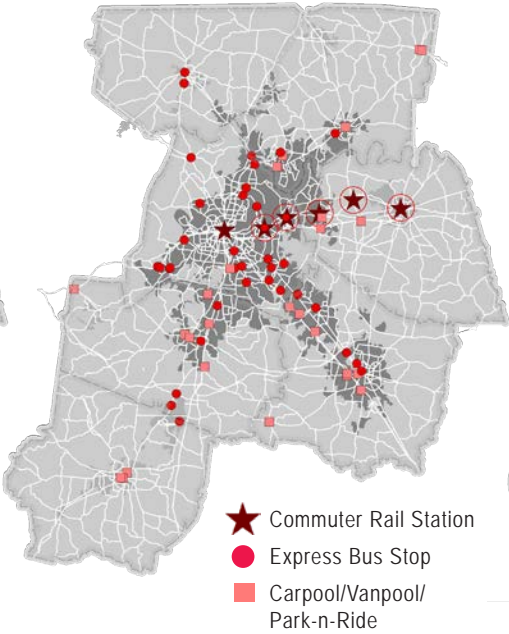 Commuter Rail Station
Express Bus Stop
Carpool/Vanpool/
Park-n-Ride